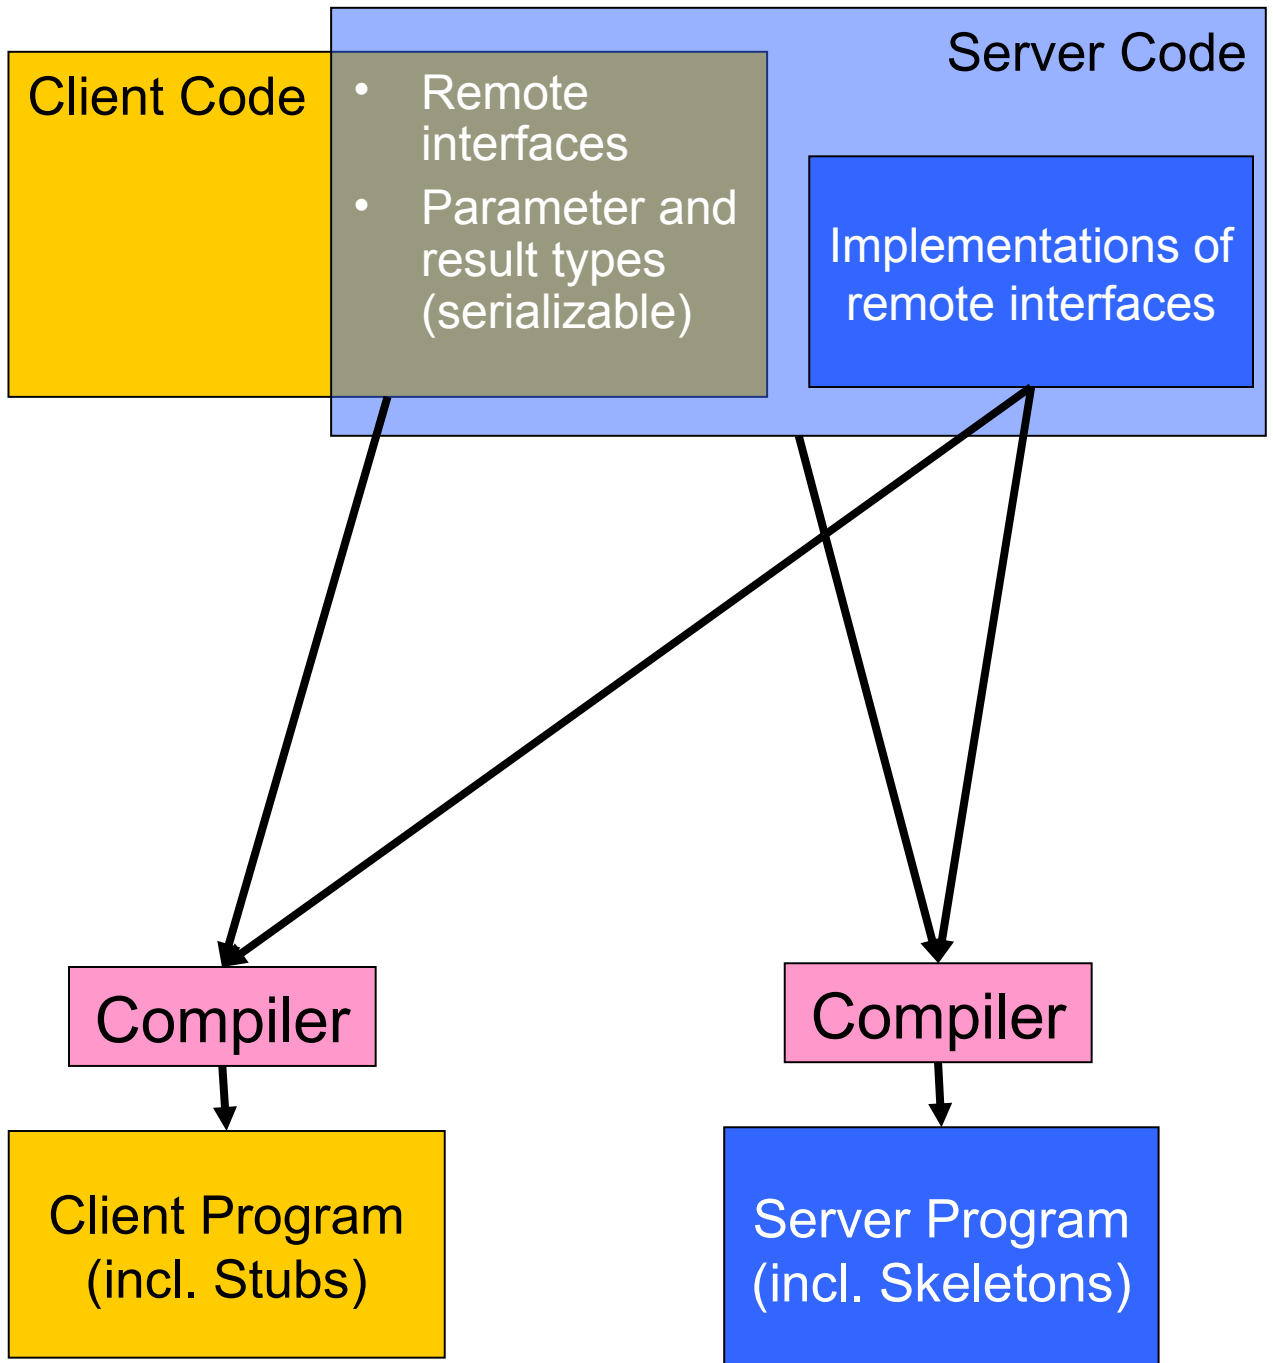 Server Code
Client Code
• Remote
interfaces
• Parameter and
result types
(serializable)
Implementations of
remote interfaces
Compiler
Compiler
Client Program
(incl. Stubs)
Server Program
(incl. Skeletons)